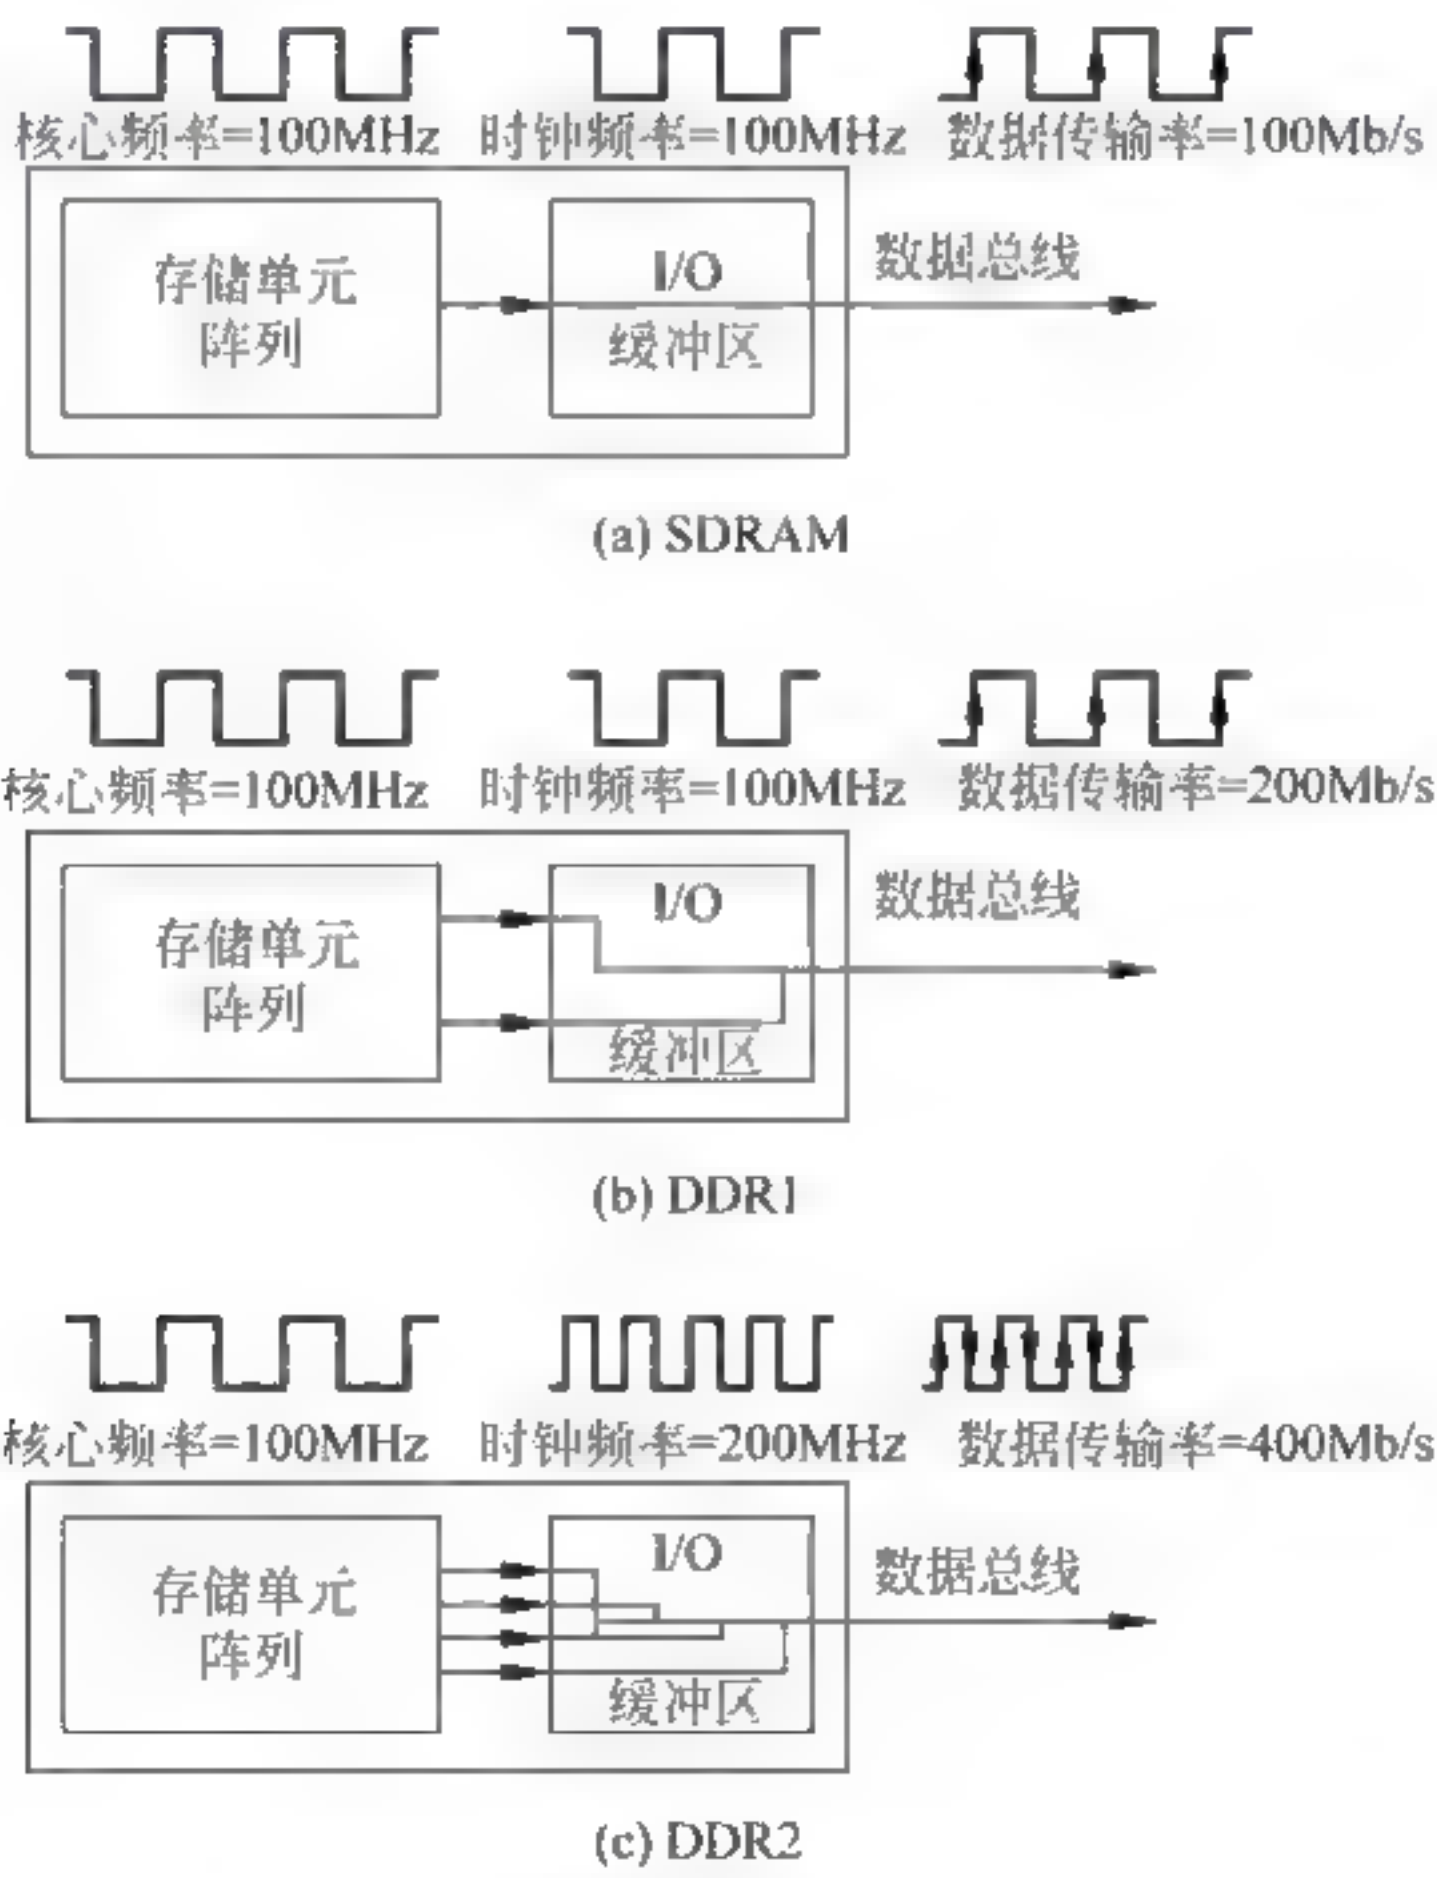 核心频率=100MHz 时钟频率=100MHz 数据传输率=100Mb/s
存储单元
阵列
I/O
缓冲区
数据总线
(a) SDRAM
核心频率=100MHz 时钟频率=100MHz 数据传输率=200Mb/s
存储单元
阵列
I/O
缓冲区
数据总线
(b) DDR1
核心频率=100MHz 时钟频率=200MHz 数据传输率=400Mb/s
存储单元
阵列
I/O
缓冲区
数据总线
(c) DDR2